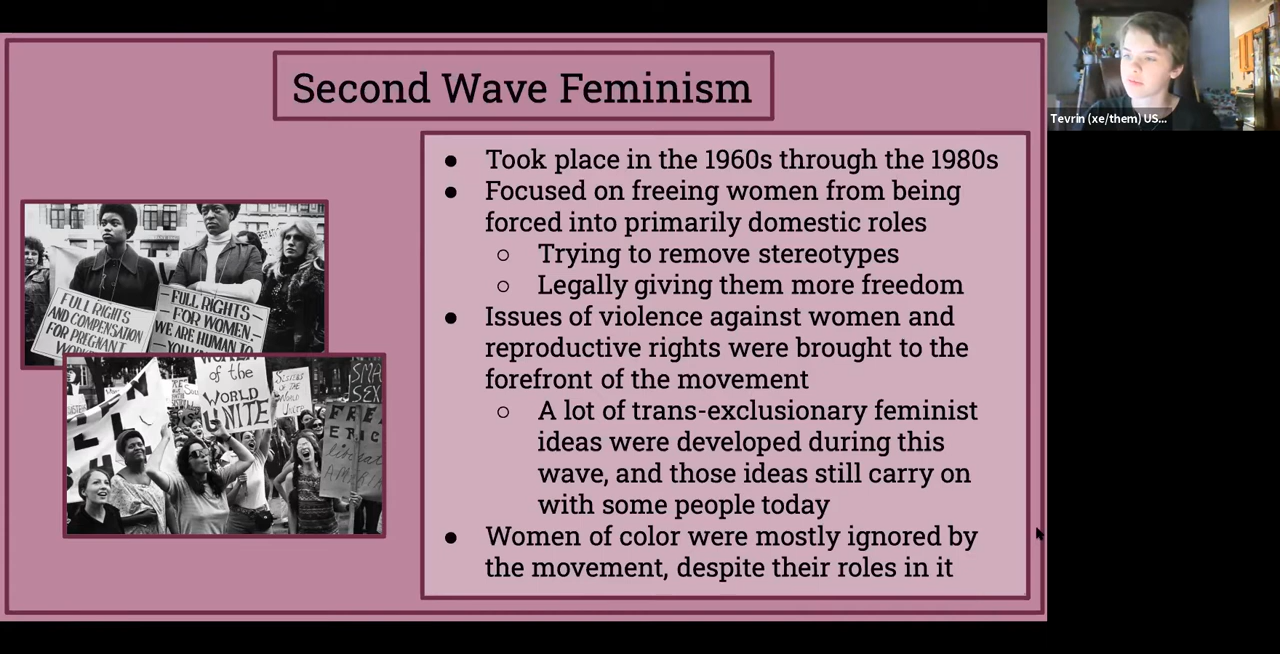 Second Wave Feminism
Tevrin (xe/them) US...
● Took place in the 1960s through the 1980s
● Focused on freeing women from being
forced into primarily domestic roles
○ Trying to remove stereotypes
○ Legally giving them more freedom
● Issues of violence against women and
reproductive rights were brought to the
forefront of the movement
○ A lot of trans-exclusionary feminist
ideas were developed during this
wave, and those ideas still carry on
with some people today
● Women of color were mostly ignored by
the movement, despite their roles in it
FULL RIGHTS
AND COMPENSATION
FOR PREGNANT
FULL RIGHTS
FOR WOMEN.
WE ARE HUMAN TO
of the
WORLD
UNITE
SISTERS
OF THE
WORLD
UNITE